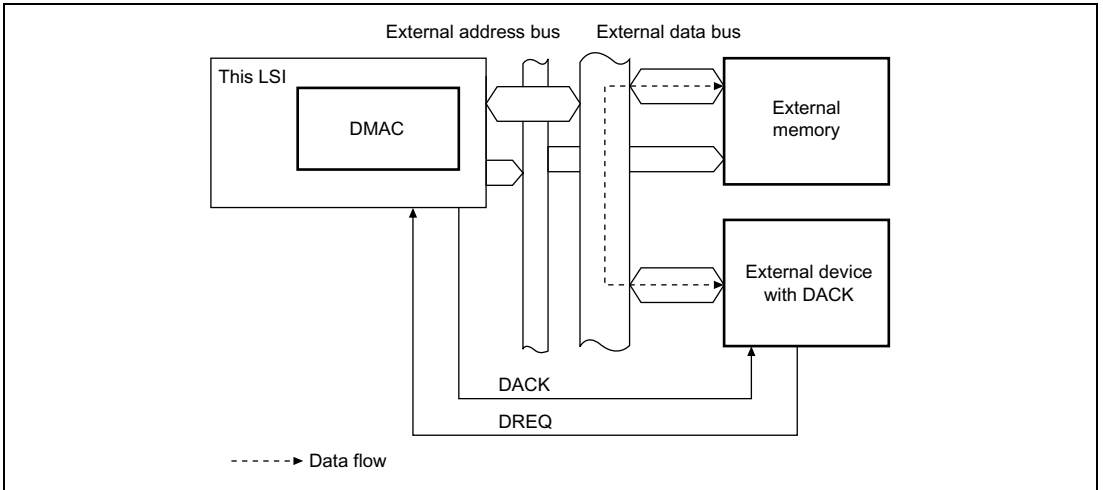 External address bus
External data bus
This LSI
DMAC
External
memory
External device
with DACK
DACK
DREQ
Data flow